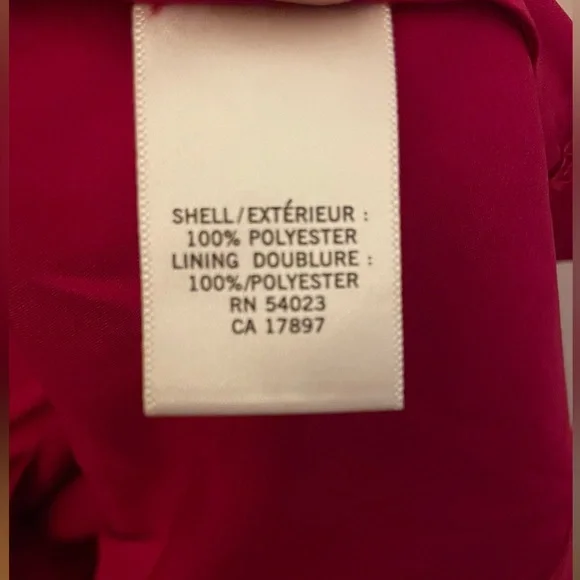 SHELL/EXTÉRIEUR :
100% POLYESTER
LINING DOUBLURE :
100%/POLYESTER
RN 54023
CA 17897